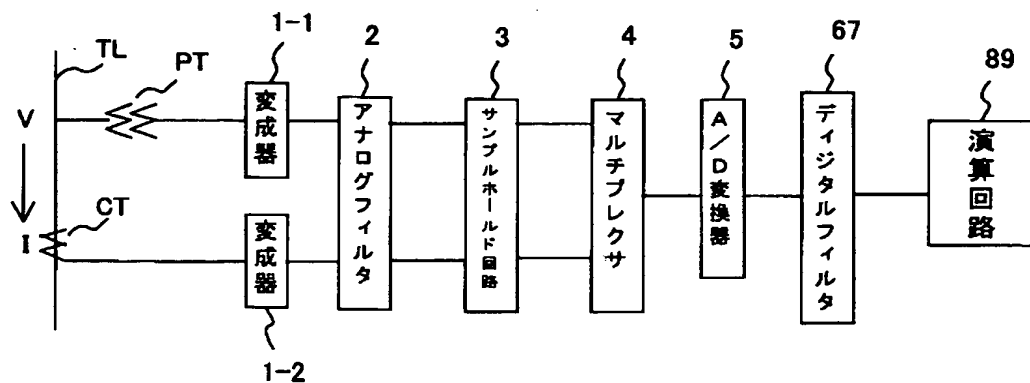 1-1
2
3
4
5
67
89
TL
PT
V
I
CT
変成器
変成器
アナログフィルタ
サンプルホールド回路
マルチプレクサ
A/D変換器
ディジタルフィルタ
演算回路
1-2